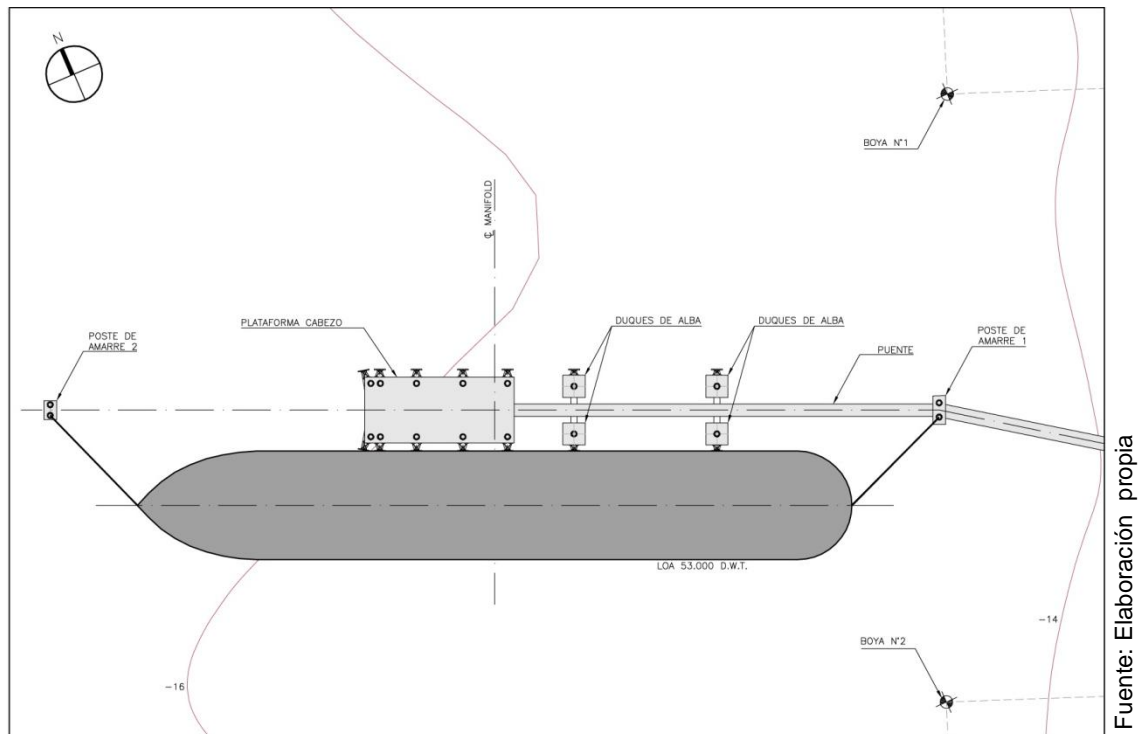 N
BOYA N°1
℄ MANIFOLD
PLATAFORMA CABEZO
DUQUES DE ALBA
DUQUES DE ALBA
POSTE DE
AMARRE 2
PUENTE
POSTE DE
AMARRE 1
LOA 53.000 D.W.T.
-14
BOYA N°2
-16
Fuente: Elaboración propia